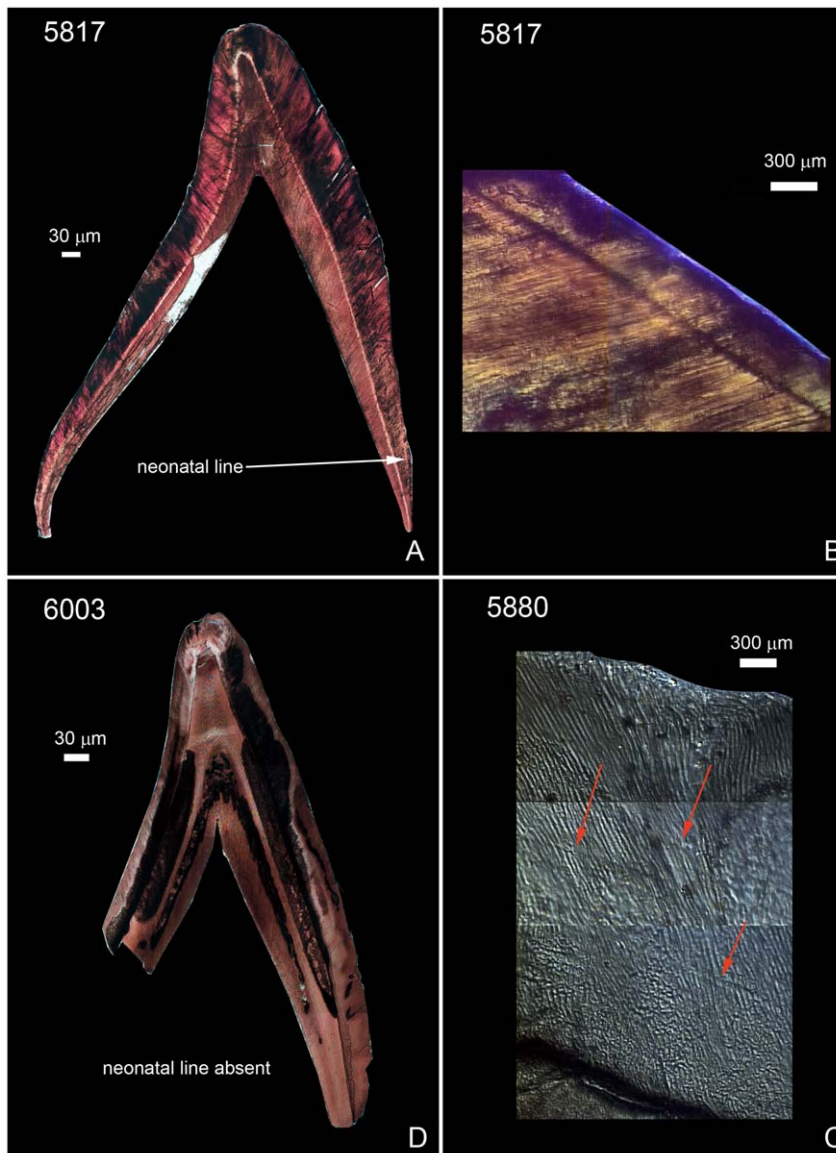 5817
30 μm
neonatal line
A
5817
300 μm
B
6003
30 μm
neonatal line absent
D
5880
300 μm
C